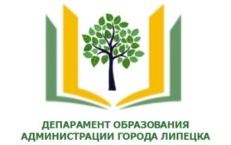 ДЕПАРАМЕНТ ОБРАЗОВАНИЯ
АДМИНИСТРАЦИИ ГОРОДА ЛИПЕЦКА